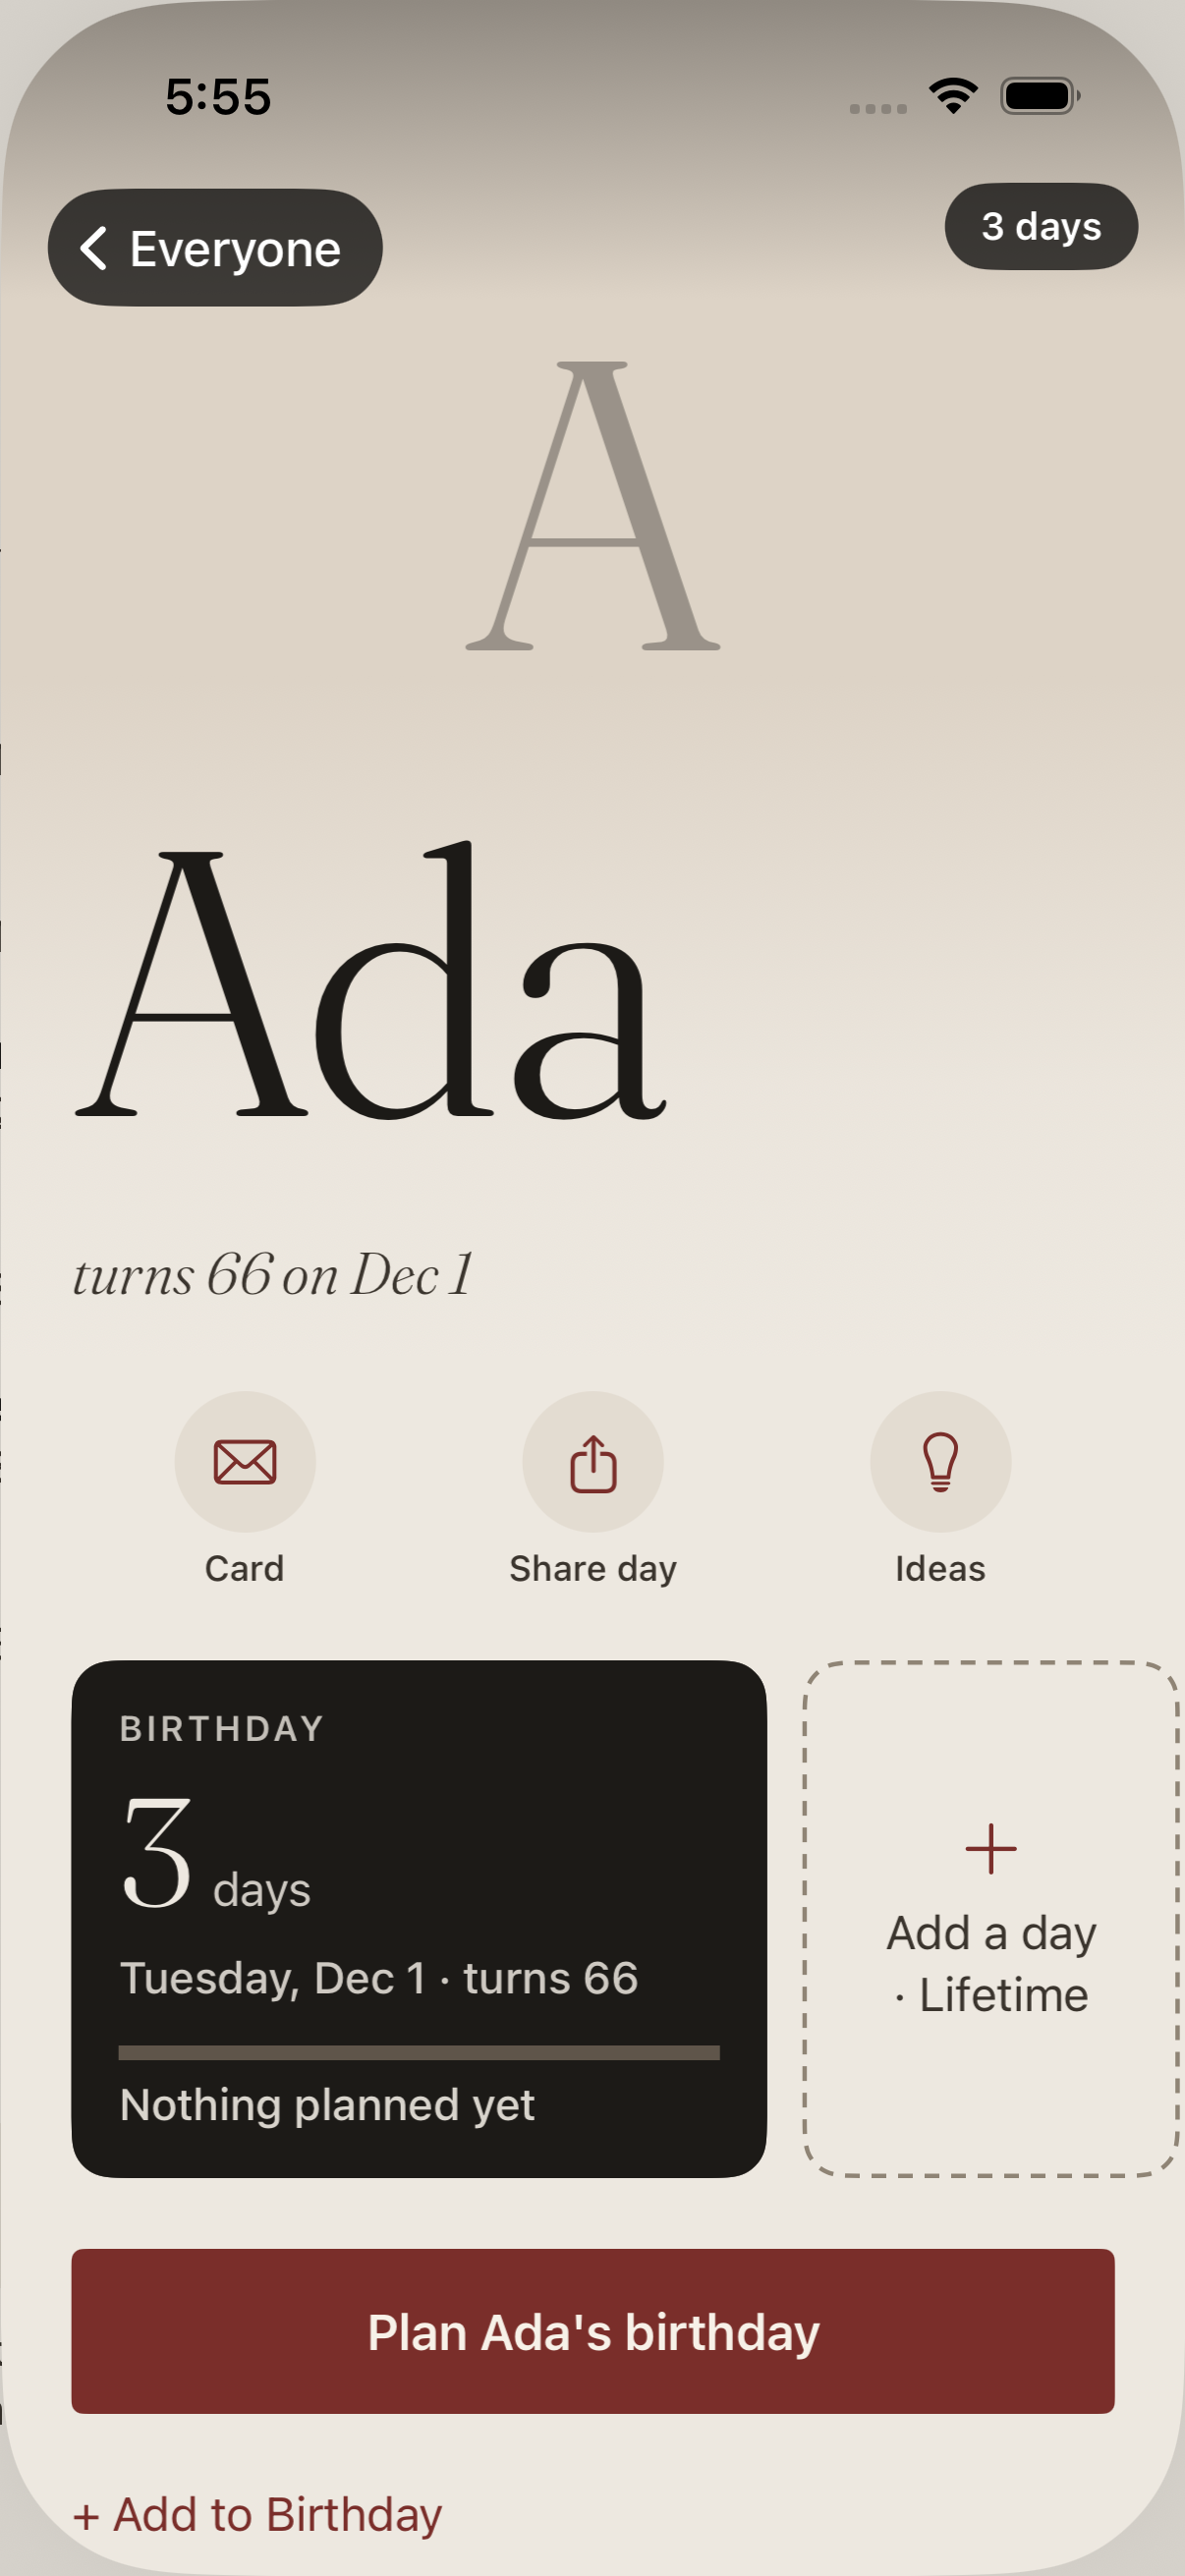 5:55
Everyone
3 days
A
Ada
turns 66 on Dec 1
Card
Share day
Ideas
BIRTHDAY
3 days
Tuesday, Dec 1 · turns 66
Nothing planned yet
Add a day
· Lifetime
Plan Ada's birthday
+ Add to Birthday